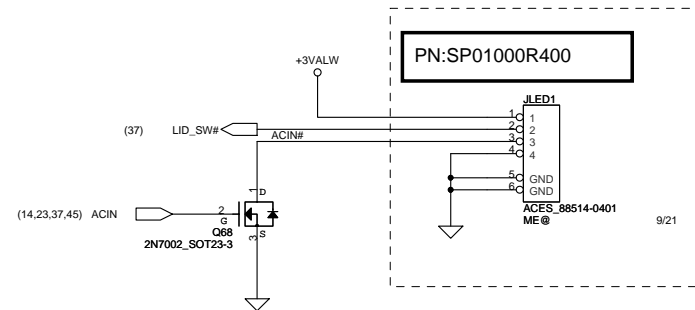 PN:SP01000R400
+3VALW
JLED1
1 1
2 2
3 3
4 4
5 GND
6 GND
ACES_88514-0401
ME@
9/21
(37) LID_SW#
ACIN#
(14,23,37,45) ACIN
1 D
2 G
3 S
Q68
2N7002_SOT23-3